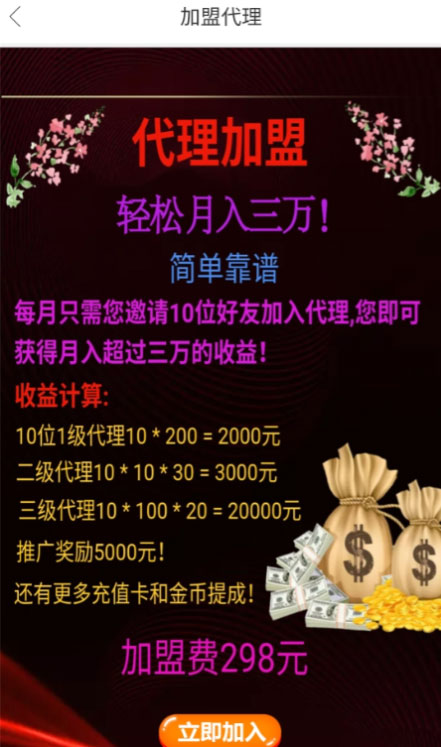 加盟代理
代理加盟
轻松月入三万！
简单靠谱
每月只需您邀请10位好友加入代理,您即可
获得月入超过三万的收益！
收益计算:
10位1级代理10 * 200 = 2000元
二级代理10 * 10 * 30 = 3000元
三级代理10 * 100 * 20 = 20000元
推广奖励5000元！
还有更多充值卡和金币提成！
$
$
加盟费298元
立即加入